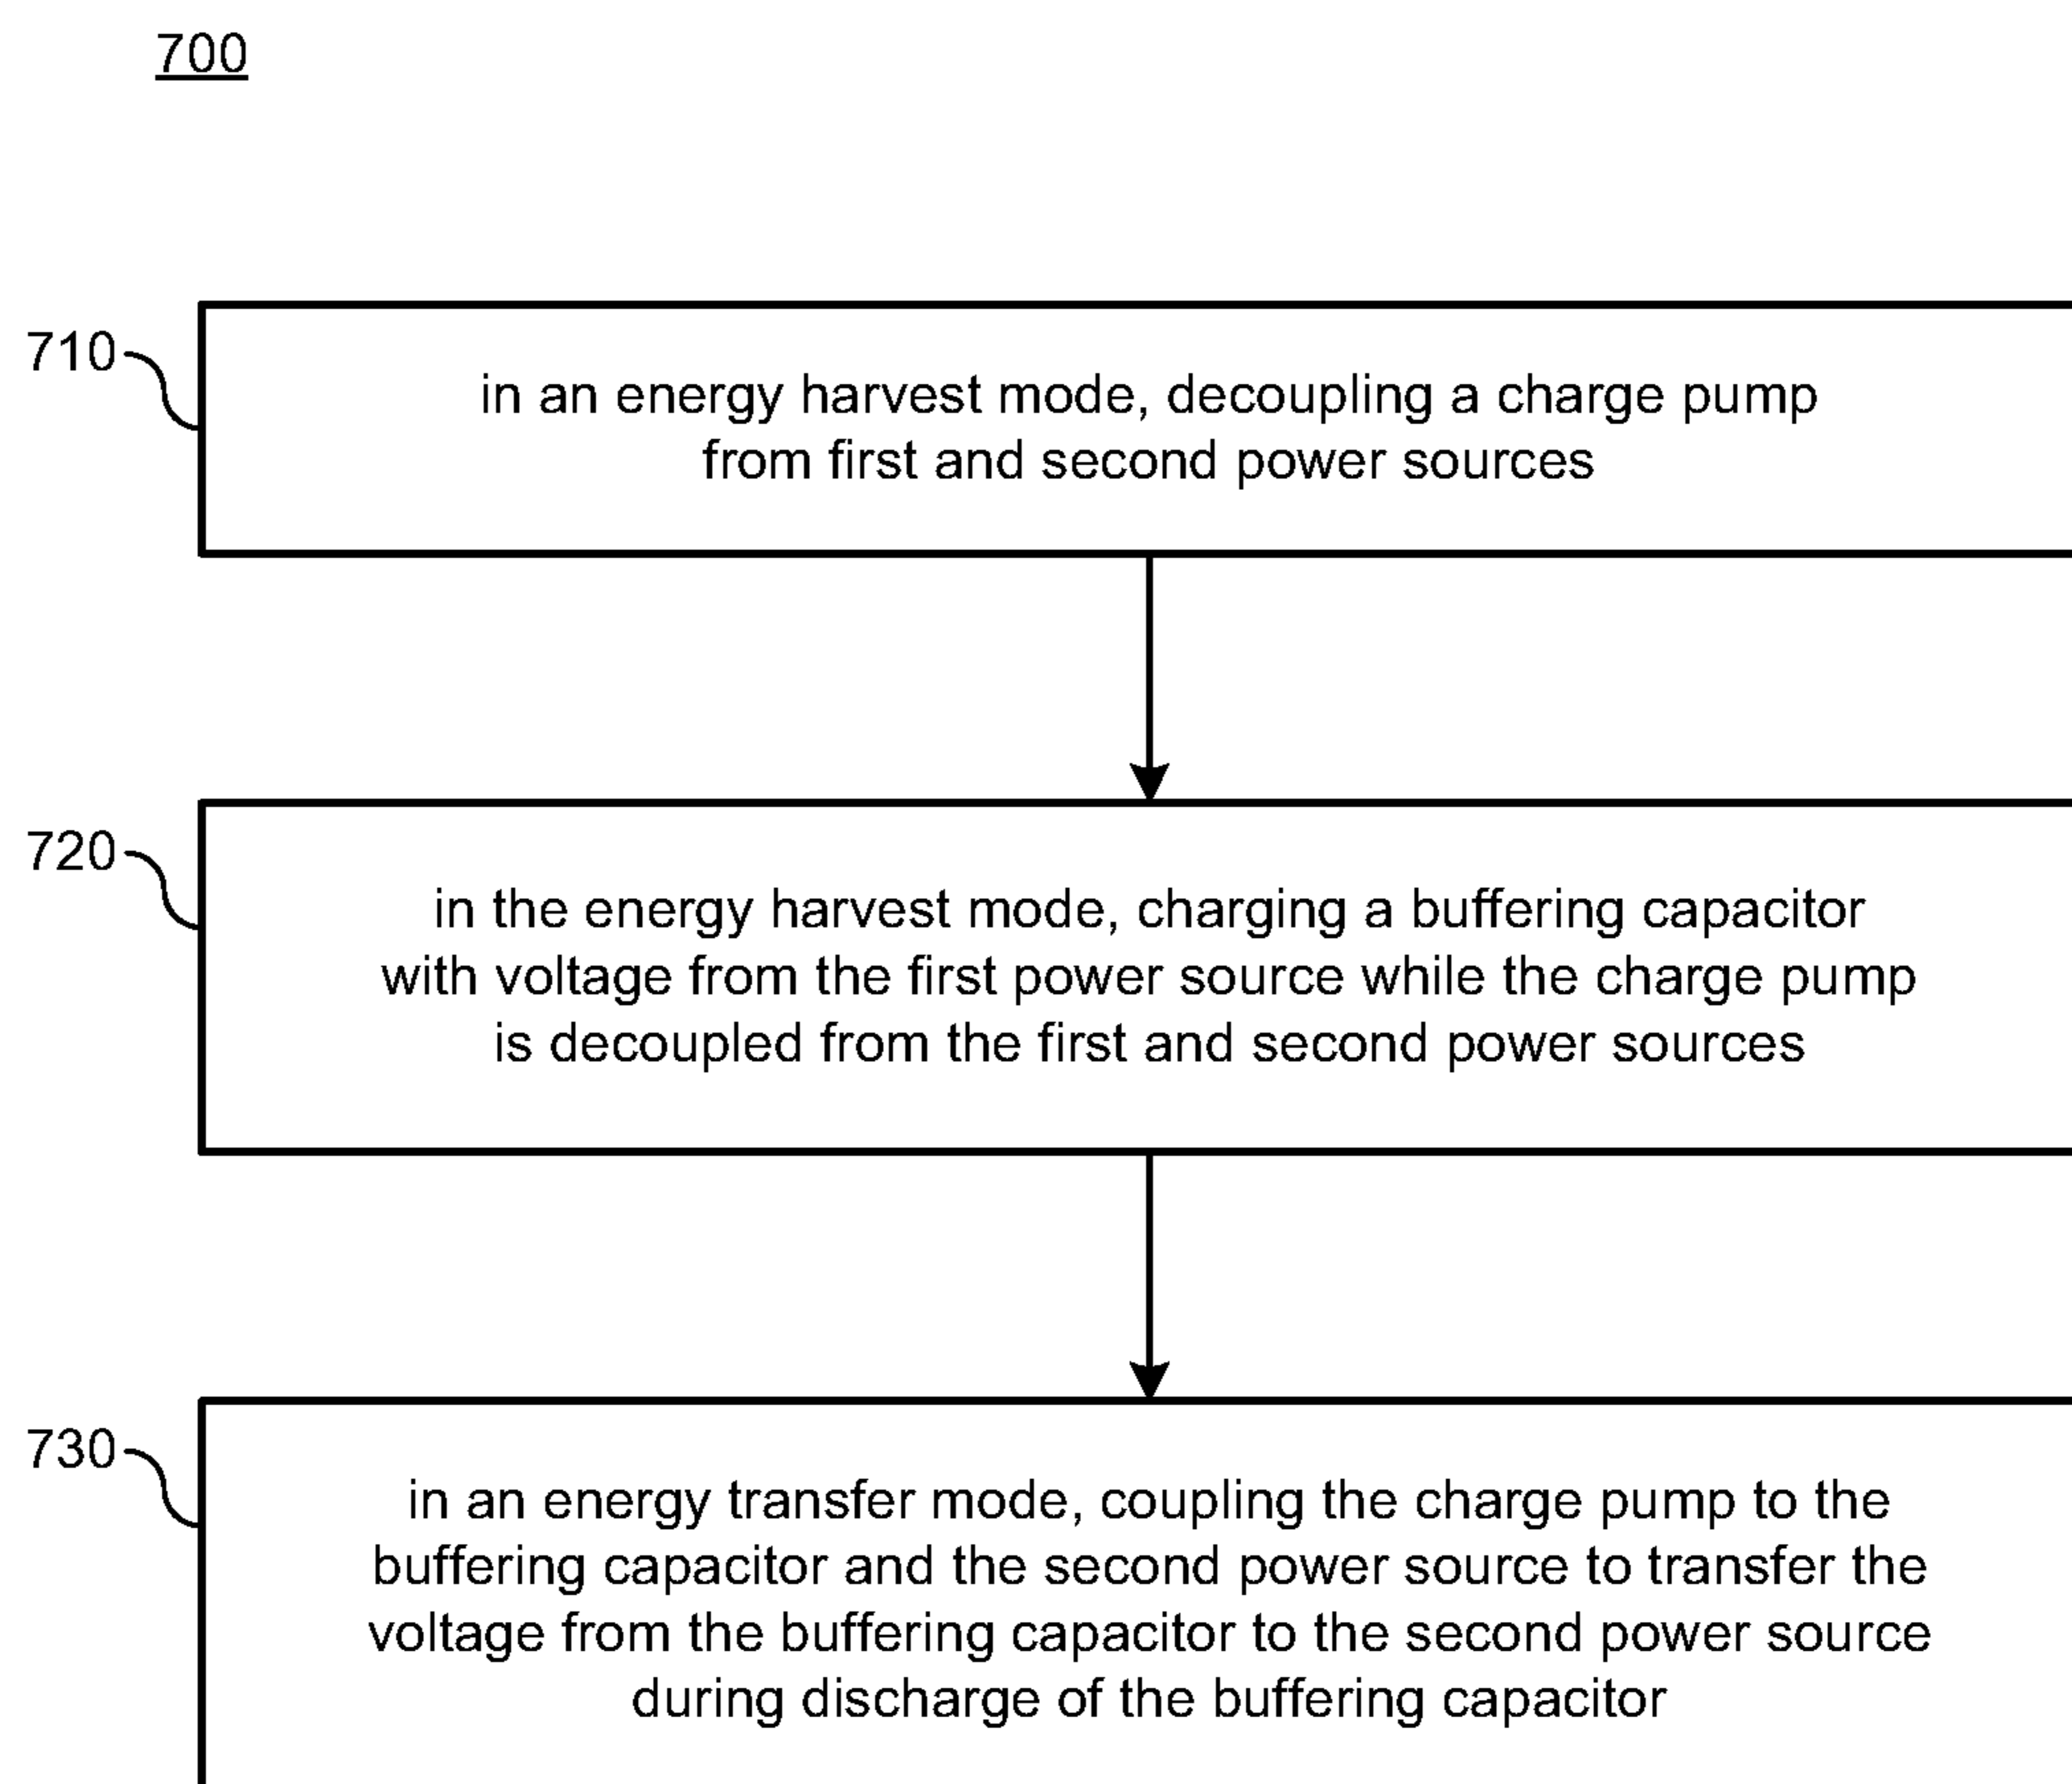 700
710
in an energy harvest mode, decoupling a charge pump
from first and second power sources
720
in the energy harvest mode, charging a buffering capacitor
with voltage from the first power source while the charge pump
is decoupled from the first and second power sources
730
in an energy transfer mode, coupling the charge pump to the
buffering capacitor and the second power source to transfer the
voltage from the buffering capacitor to the second power source
during discharge of the buffering capacitor